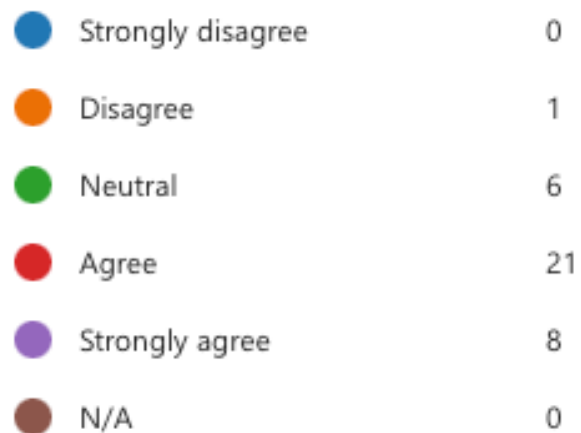 Strongly disagree 0
Disagree 1
Neutral 6
Agree 21
Strongly agree 8
N/A 0